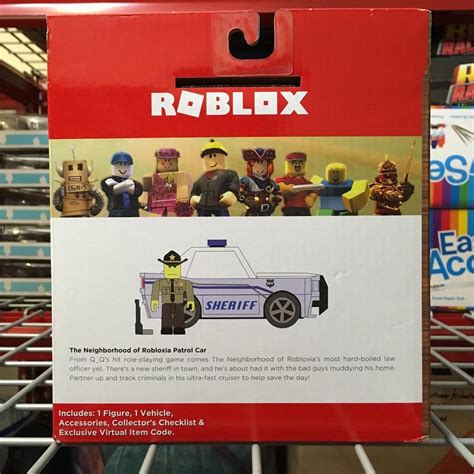 ROBLOX
SHERIFF
The Neighborhood of Robloxia Patrol Car
From Q_Q's hit role-playing game comes The Neighborhood of Robloxia's most hard-boiled law
officer yet. There's a new sheriff in town, and he's about had it with the bad guys muddying his home.
Partner up and track criminals in his ultra-fast cruiser to help save the day!
Includes: 1 Figure, 1 Vehicle,
Accessories, Collector's Checklist &
Exclusive Virtual Item Code.